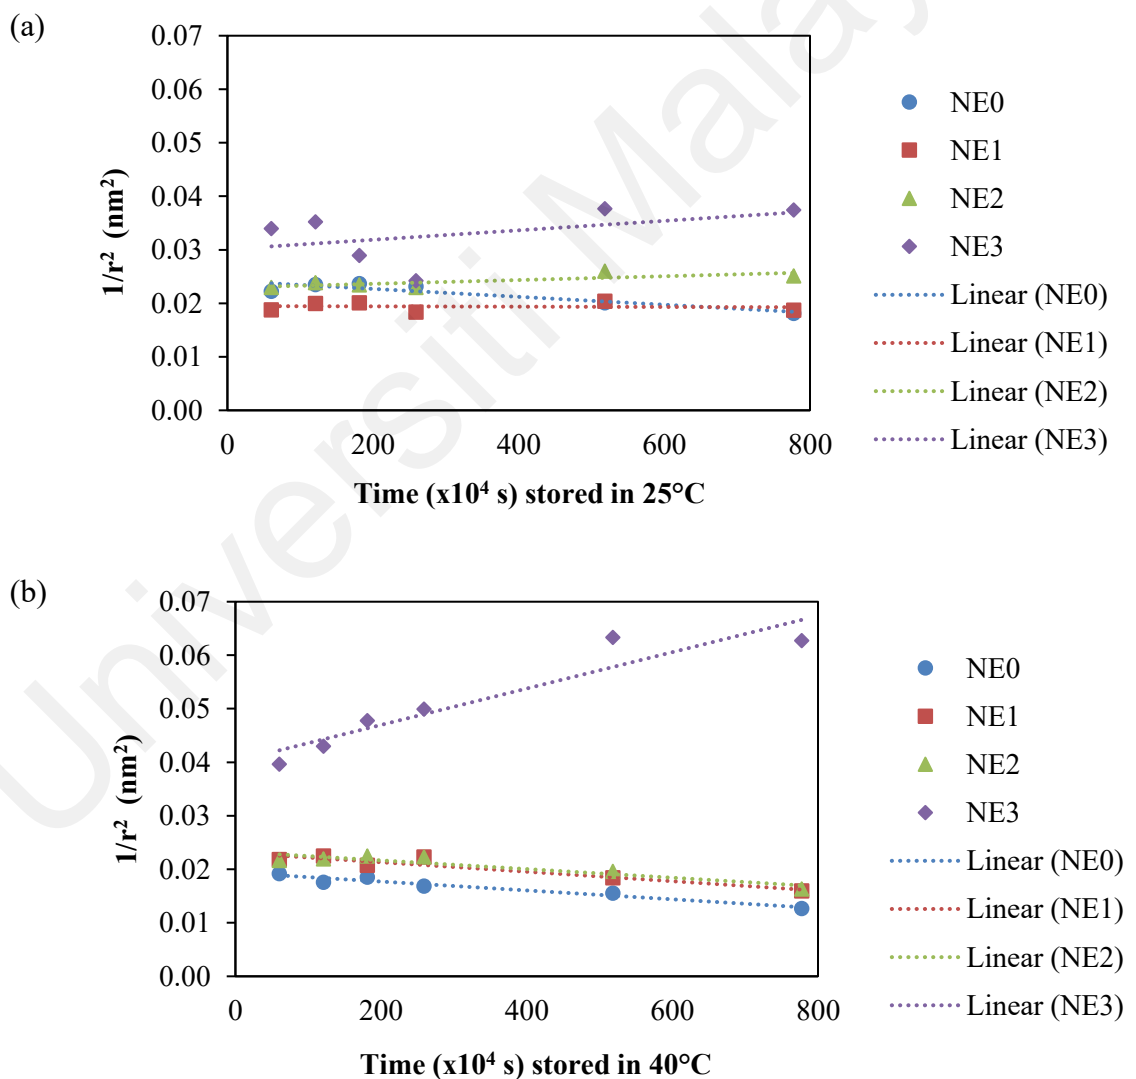 (a)
0.07
0.06
0.05
0.04
0.03
0.02
0.01
0.00
1/r² (nm²)
0 200 400 600 800
Time (x10⁴ s) stored in 25°C
NE0
NE1
NE2
NE3
Linear (NE0)
Linear (NE1)
Linear (NE2)
Linear (NE3)
(b)
0.07
0.06
0.05
0.04
0.03
0.02
0.01
0.00
1/r² (nm²)
0 200 400 600 800
Time (x10⁴ s) stored in 40°C
NE0
NE1
NE2
NE3
Linear (NE0)
Linear (NE1)
Linear (NE2)
Linear (NE3)
Universiti Malay